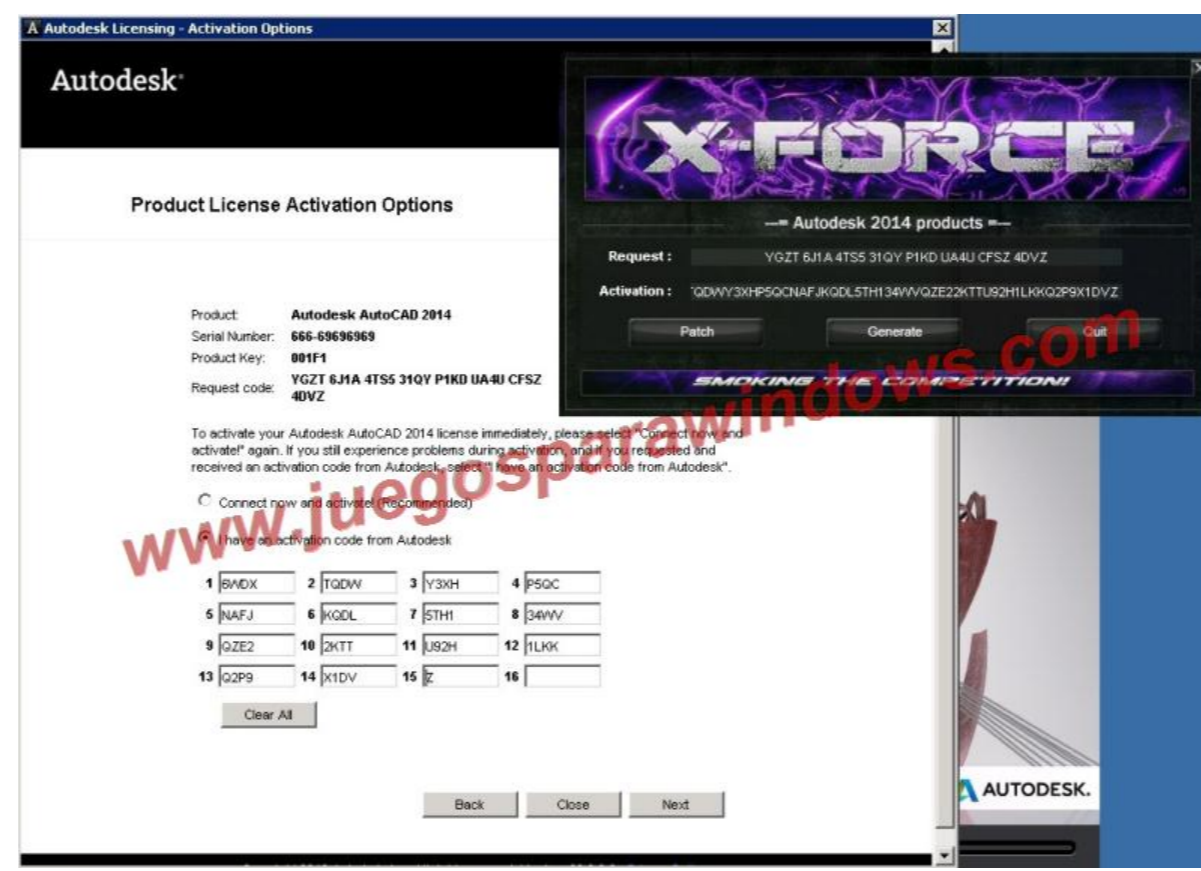 Autodesk Licensing - Activation Options
Autodesk
X-FORCE
Product License Activation Options
---= Autodesk 2014 products =---
Request : YGZT 6J1A 4TS5 31QY P1KD UA4U CFSZ 4DVZ
Activation : TQDWY3XHP5QCNAFJKQDL5TH134WVQZE22KTTU92H1LKKQ2P9X1DVZ
Patch Generate Quit
SMOKING THE COMPETITION!
Product: Autodesk AutoCAD 2014
Serial Number: 666-69696969
Product Key: 001F1
Request code: YGZT 6J1A 4TS5 31QY P1KD UA4U CFSZ
4DVZ
To activate your Autodesk AutoCAD 2014 license immediately, please select "Connect now and
activate!" again. If you still experience problems during activation, and if you requested and
received an activation code from Autodesk, select "I have an activation code from Autodesk".
Connect now and activate! (Recommended)
I have an activation code from Autodesk
www.juegosparawindows.com
1 6WDX 2 TQDW 3 Y3XH 4 P5QC
5 NAFJ 6 KQDL 7 5TH1 8 34WV
9 QZE2 10 2KTT 11 U92H 12 1LKK
13 Q2P9 14 X1DV 15 Z 16
Clear All
AUTODESK.
Back Close Next